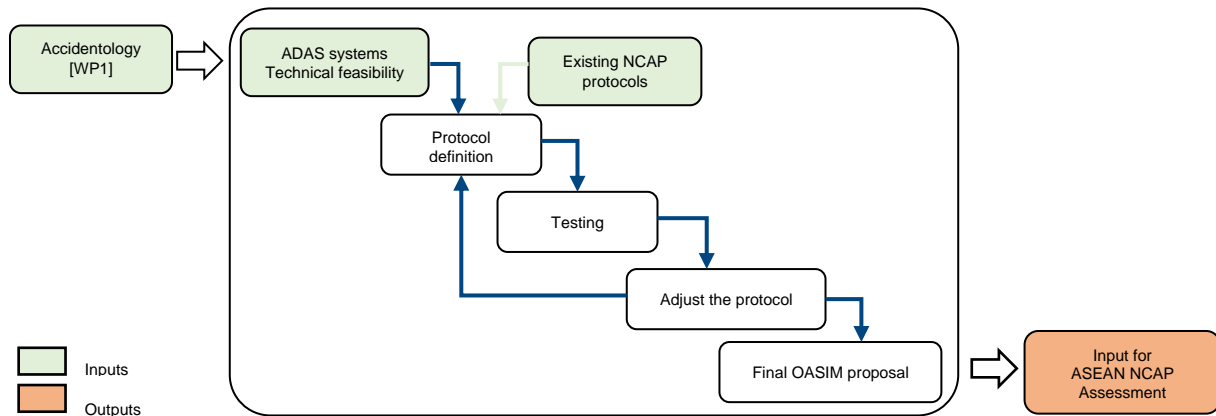 Accidentology
[WP1]
ADAS systems
Technical feasibility
Existing NCAP
protocols
Protocol
definition
Testing
Adjust the protocol
Final OASIM proposal
Input for
ASEAN NCAP
Assessment
Inputs
Outputs